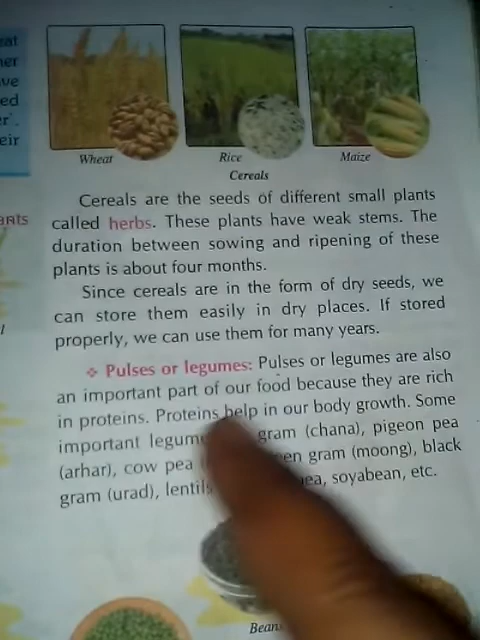 Wheat
Rice
Maize
Cereals
Cereals are the seeds of different small plants
called herbs. These plants have weak stems. The
duration between sowing and ripening of these
plants is about four months.
Since cereals are in the form of dry seeds, we
can store them easily in dry places. If stored
properly, we can use them for many years.
❖ Pulses or legumes: Pulses or legumes are also
an important part of our food because they are rich
in proteins. Proteins help in our body growth. Some
important gram (chana), pigeon pea
(arhar), cow pea gram (moong), black
gram (urad), lentils soyabean, etc.